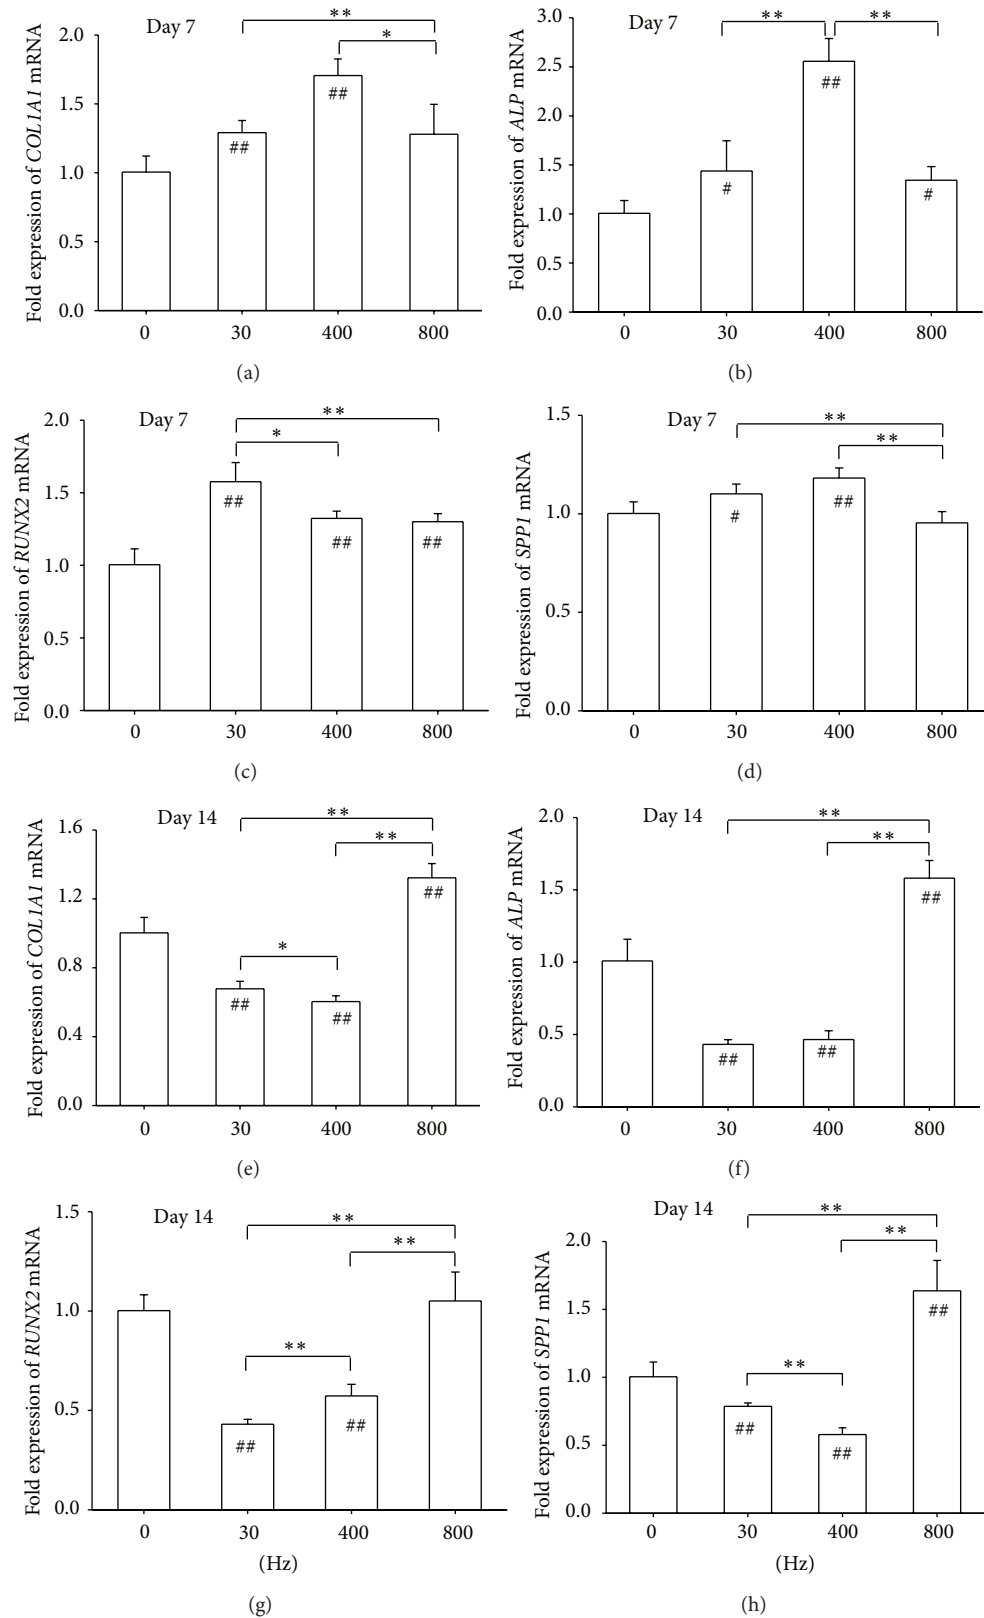 Day 7
**
*
Fold expression of COL1A1 mRNA
2.0
1.5
1.0
0.5
0.0
##
##
0 30 400 800
(a)
Day 7
** **
Fold expression of ALP mRNA
3.0
2.5
2.0
1.5
1.0
0.5
0.0
#
##
#
0 30 400 800
(b)
Day 7
**
*
Fold expression of RUNX2 mRNA
2.0
1.5
1.0
0.5
0.0
##
##
##
0 30 400 800
(c)
Day 7
**
**
Fold expression of SPP1 mRNA
1.5
1.0
0.5
0.0
#
##
0 30 400 800
(d)
Day 14
**
**
*
Fold expression of COL1A1 mRNA
1.6
1.2
0.8
0.4
0.0
##
##
##
0 30 400 800
(e)
Day 14
**
**
Fold expression of ALP mRNA
2.0
1.5
1.0
0.5
0.0
##
##
##
0 30 400 800
(f)
Day 14
**
**
**
Fold expression of RUNX2 mRNA
1.5
1.0
0.5
0.0
##
##
0 30 400 800
(Hz)
(g)
Day 14
**
**
**
Fold expression of SPP1 mRNA
2.0
1.5
1.0
0.5
0.0
##
##
##
0 30 400 800
(Hz)
(h)